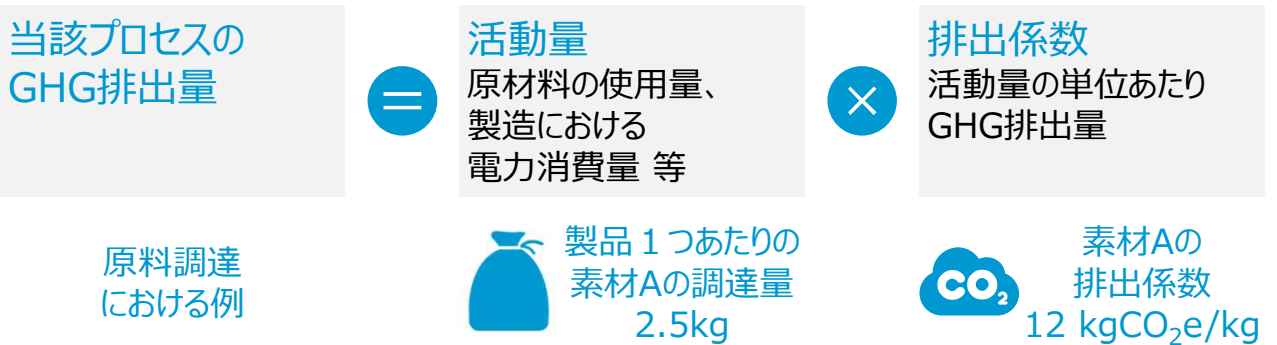 当該プロセスの
GHG排出量
=
活動量
原材料の使用量、
製造における
電力消費量 等
×
排出係数
活動量の単位あたり
GHG排出量
原料調達
における例
製品１つあたりの
素材Aの調達量
2.5kg
CO₂
素材Aの
排出係数
12 kgCO₂e/kg